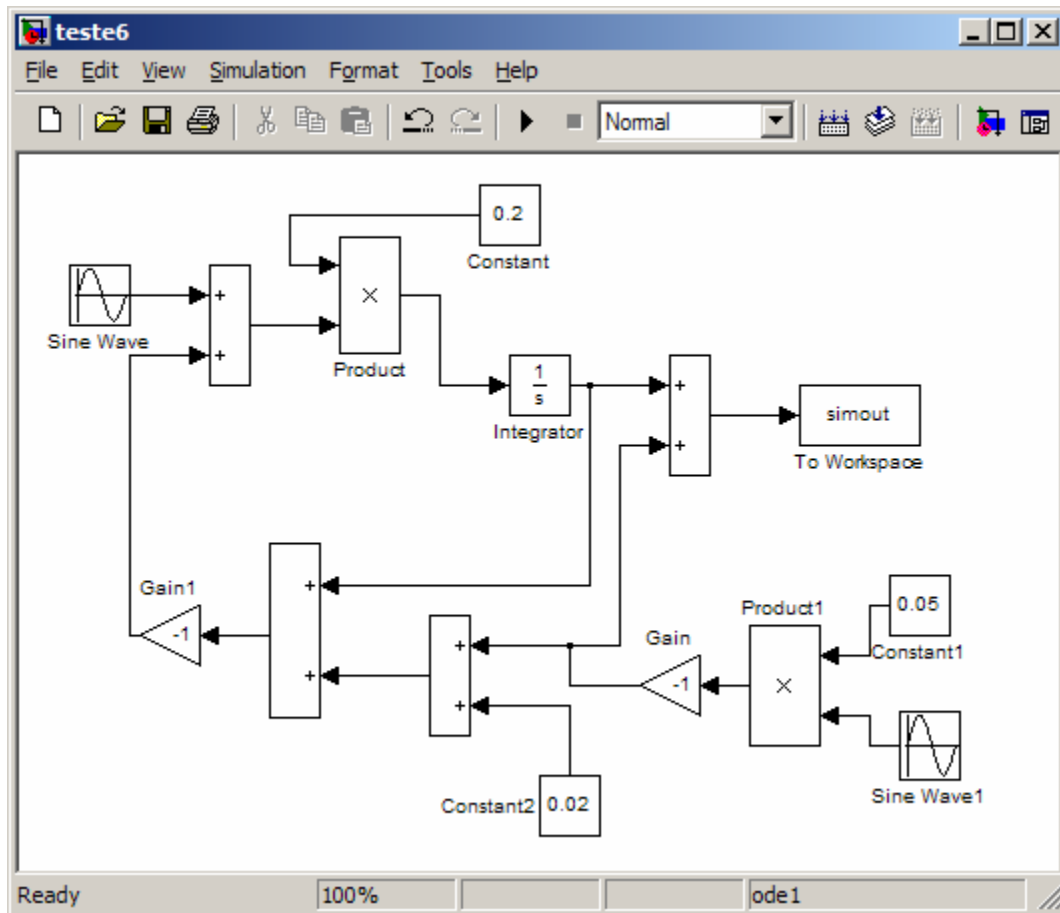 teste6
File Edit View Simulation Format Tools Help
Normal
0.2
Constant
Sine Wave
+
+
×
Product
1
s
Integrator
+
+
simout
To Workspace
Gain1
-1
+
+
+
+
Gain
-1
Product1
×
0.05
Constant1
Sine Wave1
Constant2
0.02
Ready 100% ode1